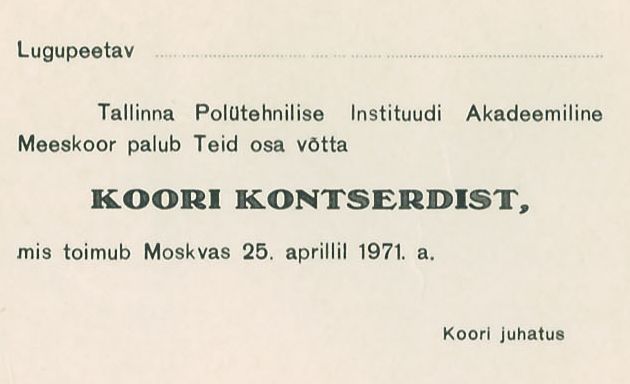 Lugupeetav
Tallinna Polütehnilise Instituudi Akadeemiline
Meeskoor palub Teid osa võtta
KOORI KONTSERDIST,
mis toimub Moskvas 25. aprillil 1971. a.
Koori juhatus